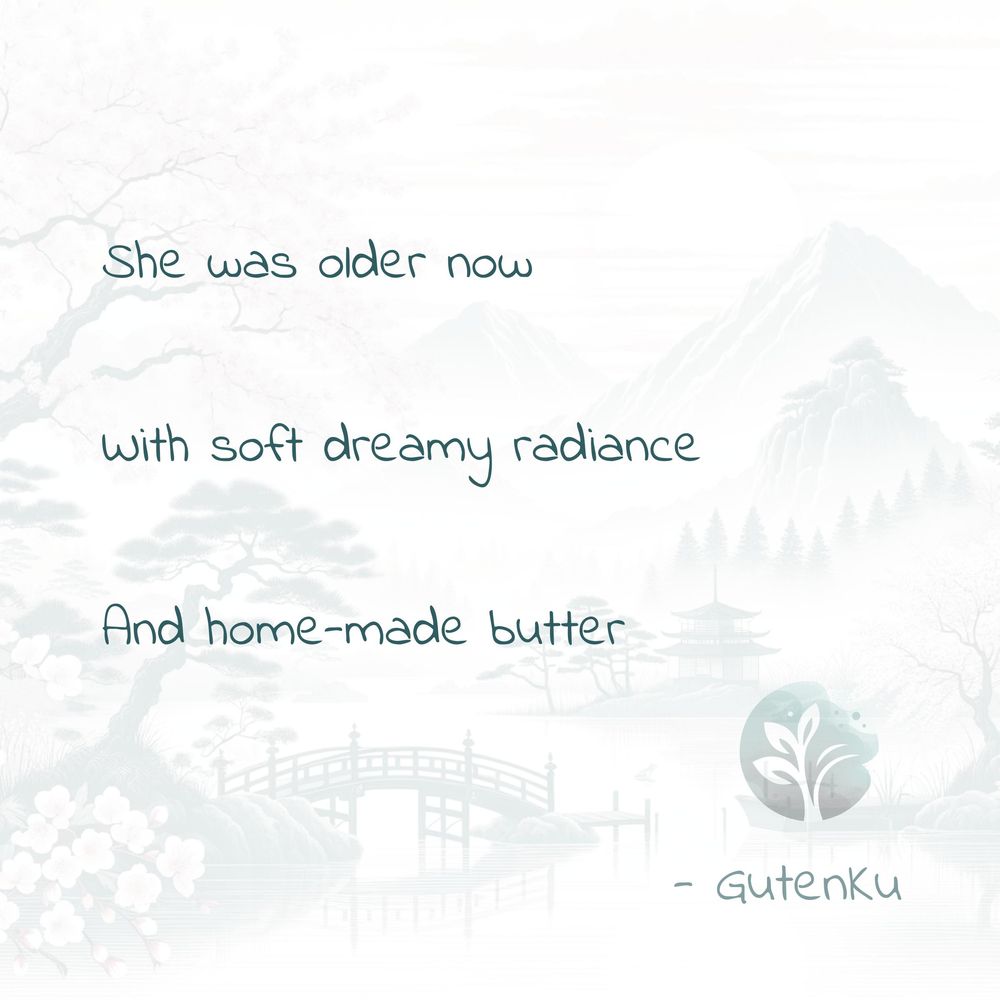 She was older now
with soft dreamy radiance
And home-made butter
- GutenKu